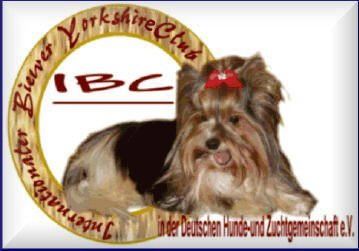 Internationaler Biewer YorkshireClub
IBC
in der Deutschen Hunde-und Zuchtgemeinschaft e.V.